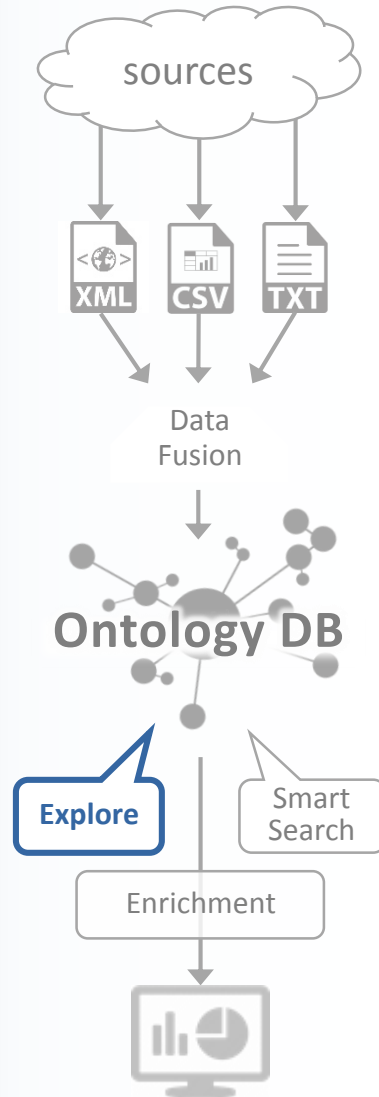 sources
XML CSV TXT
Data
Fusion
Ontology DB
Explore
Smart
Search
Enrichment